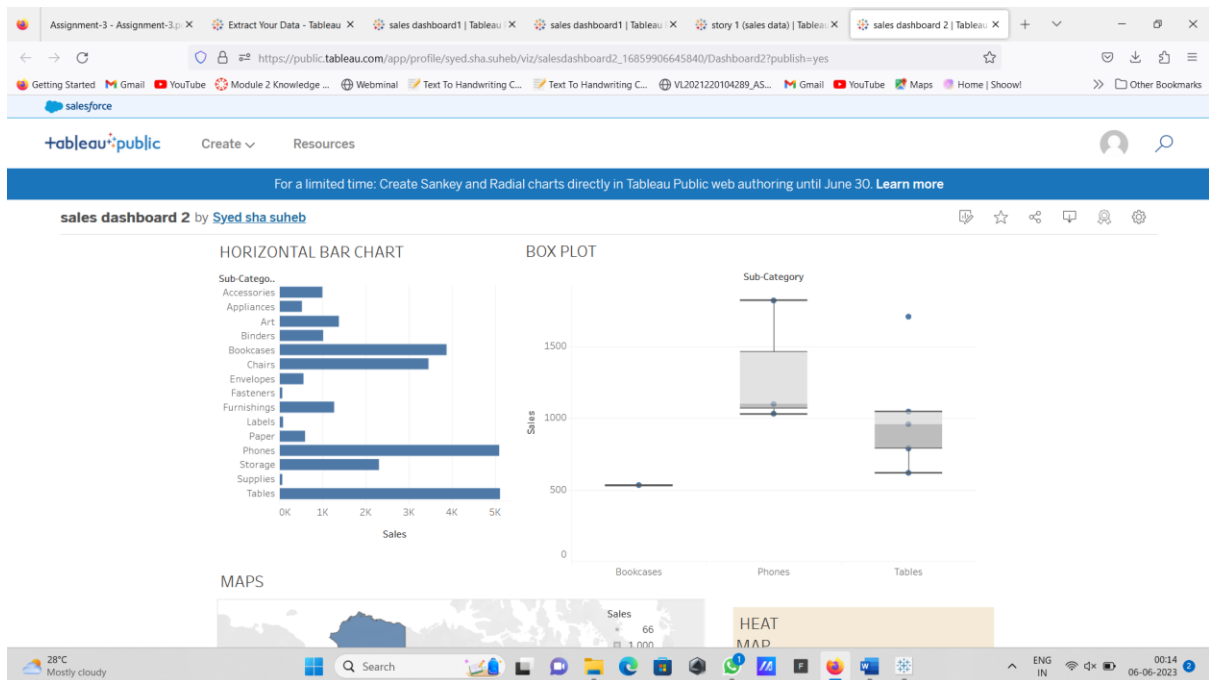 Assignment-3 - Assignment-3.p
Extract Your Data - Tableau
sales dashboard1 | Tableau
sales dashboard1 | Tableau
story 1 (sales data) | Tableau
sales dashboard 2 | Tableau
https://public.tableau.com/app/profile/syed.sha.suheb/viz/salesdashboard2_16859906645840/Dashboard2?publish=yes
Getting Started Gmail YouTube Module 2 Knowledge ... Webminal Text To Handwriting C... Text To Handwriting C... VL2021220104289_AS... Gmail YouTube Maps Home | Shoow! Other Bookmarks
salesforce
+ableau public Create Resources
For a limited time: Create Sankey and Radial charts directly in Tableau Public web authoring until June 30. Learn more
sales dashboard 2 by Syed sha suheb
HORIZONTAL BAR CHART
Sub-Catego..
Accessories
Appliances
Art
Binders
Bookcases
Chairs
Envelopes
Fasteners
Furnishings
Labels
Paper
Phones
Storage
Supplies
Tables
0K 1K 2K 3K 4K 5K
Sales
BOX PLOT
Sub-Category
1500
1000
500
0
Sales
Bookcases Phones Tables
MAPS
Sales
66
1,000
HEAT
MAP
28°C
Mostly cloudy
Search
ENG
IN
00:14
06-06-2023
2